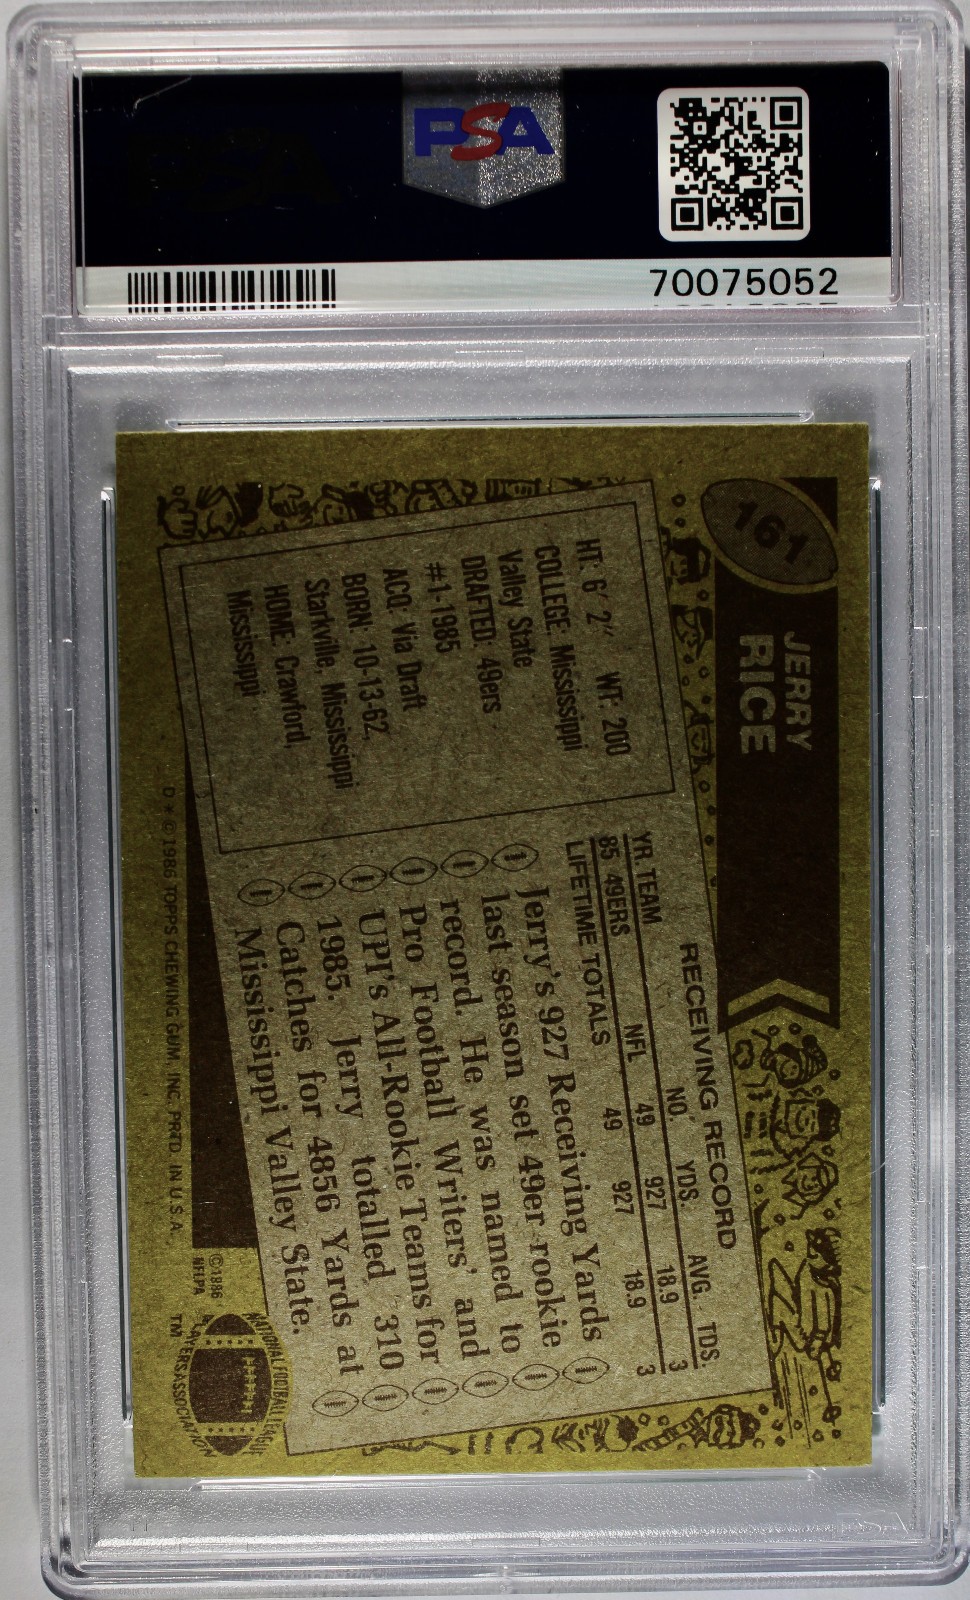 PSA
70075052
161
JERRY
RICE
HT: 6' 2" WT: 200
COLLEGE: Mississippi
Valley State
DRAFTED: 49ers
#1-1985
ACQ: Via Draft
BORN: 10-13-62,
Starkville, Mississippi
HOME: Crawford,
Mississippi
RECEIVING RECORD
YR. TEAM NFL NO. YDS. AVG. TDS.
85 49ERS 49 927 18.9 3
LIFETIME TOTALS 49 927 18.9 3
Jerry's 927 Receiving Yards
last season set 49er rookie
record. He was named to
Pro Football Writers' and
UPI's All-Rookie Teams for
1985. Jerry totalled 310
Catches for 4856 Yards at
Mississippi Valley State.
D * © 1986 TOPPS CHEWING GUM, INC. PRTD. IN U.S.A.
© 1986
NFLPA
TM
NATIONAL FOOTBALL LEAGUE
PLAYERS ASSOCIATION